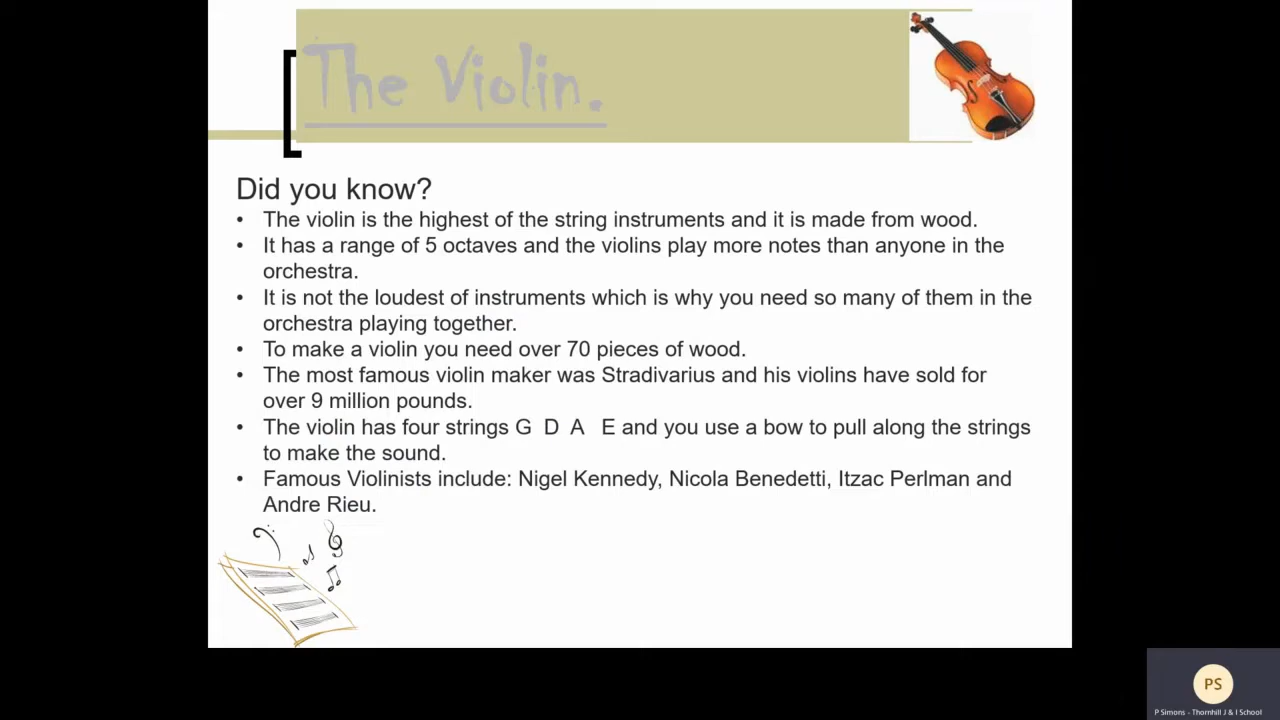 The Violin.
Did you know?
• The violin is the highest of the string instruments and it is made from wood.
• It has a range of 5 octaves and the violins play more notes than anyone in the
orchestra.
• It is not the loudest of instruments which is why you need so many of them in the
orchestra playing together.
• To make a violin you need over 70 pieces of wood.
• The most famous violin maker was Stradivarius and his violins have sold for
over 9 million pounds.
• The violin has four strings G D A E and you use a bow to pull along the strings
to make the sound.
• Famous Violinists include: Nigel Kennedy, Nicola Benedetti, Itzac Perlman and
Andre Rieu.
PS
P Simons - Thornhill J & I School